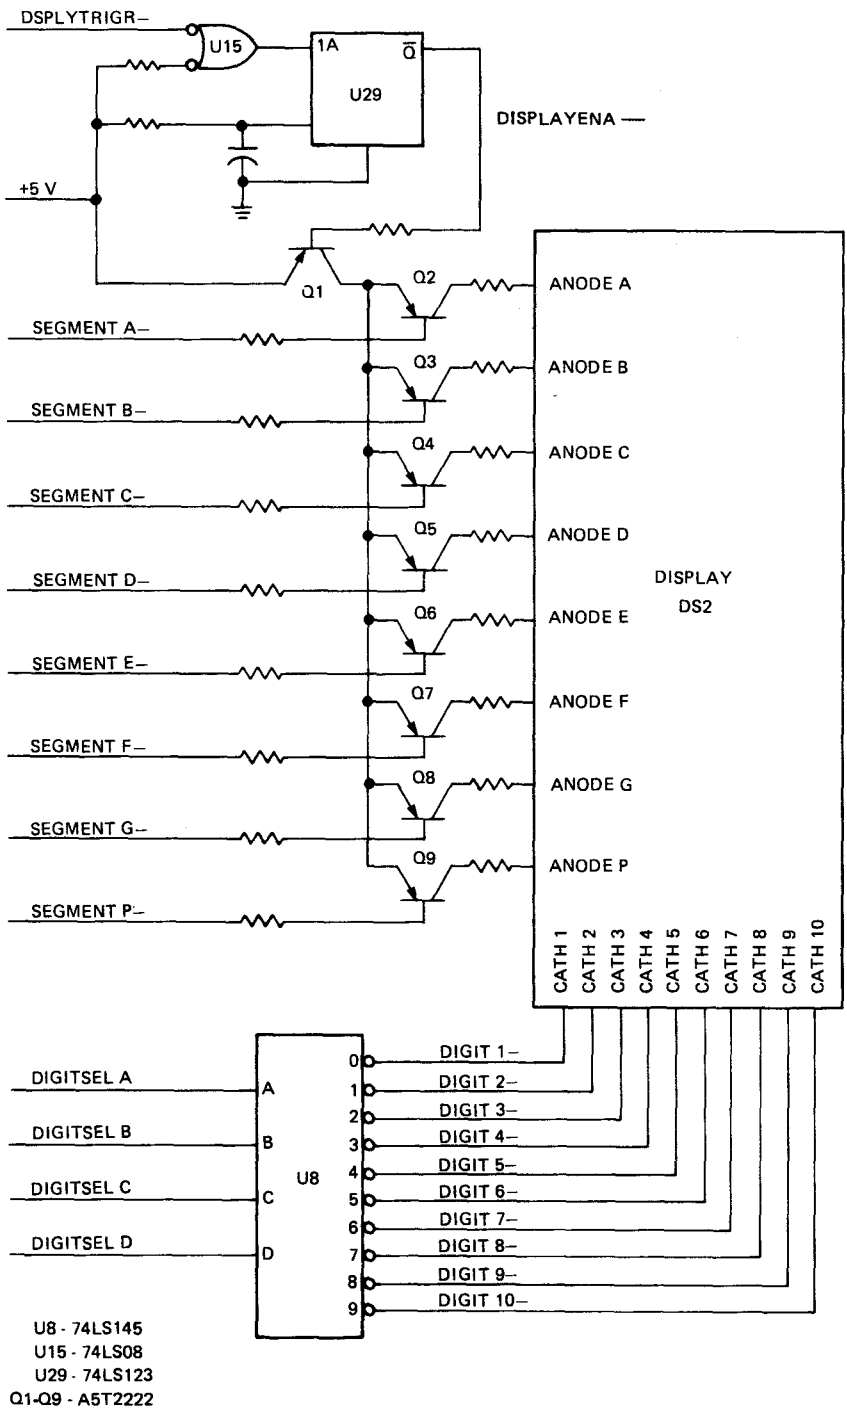 DSPLYTRIGR–
U15
1A
Q̅
U29
DISPLAYENA —
+5 V
Q1
Q2
ANODE A
SEGMENT A–
Q3
ANODE B
SEGMENT B–
Q4
ANODE C
SEGMENT C–
Q5
ANODE D
SEGMENT D–
DISPLAY
DS2
Q6
ANODE E
SEGMENT E–
Q7
ANODE F
SEGMENT F–
Q8
ANODE G
SEGMENT G–
Q9
ANODE P
SEGMENT P–
CATH 1
CATH 2
CATH 3
CATH 4
CATH 5
CATH 6
CATH 7
CATH 8
CATH 9
CATH 10
DIGITSEL A
A
DIGITSEL B
B
DIGITSEL C
C
DIGITSEL D
D
U8
0
DIGIT 1–
1
DIGIT 2–
2
DIGIT 3–
3
DIGIT 4–
4
DIGIT 5–
5
DIGIT 6–
6
DIGIT 7–
7
DIGIT 8–
8
DIGIT 9–
9
DIGIT 10–
U8 - 74LS145
U15 - 74LS08
U29 - 74LS123
Q1-Q9 - A5T2222